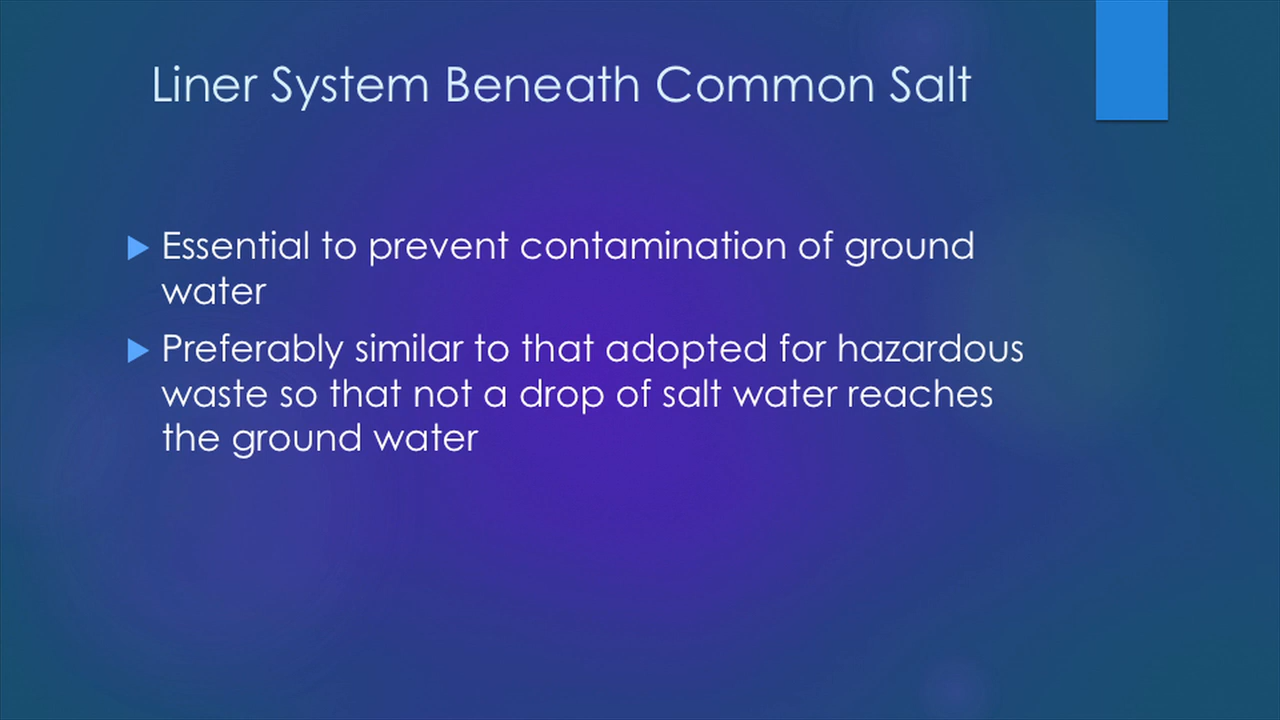 Liner System Beneath Common Salt
Essential to prevent contamination of ground
water
Preferably similar to that adopted for hazardous
waste so that not a drop of salt water reaches
the ground water